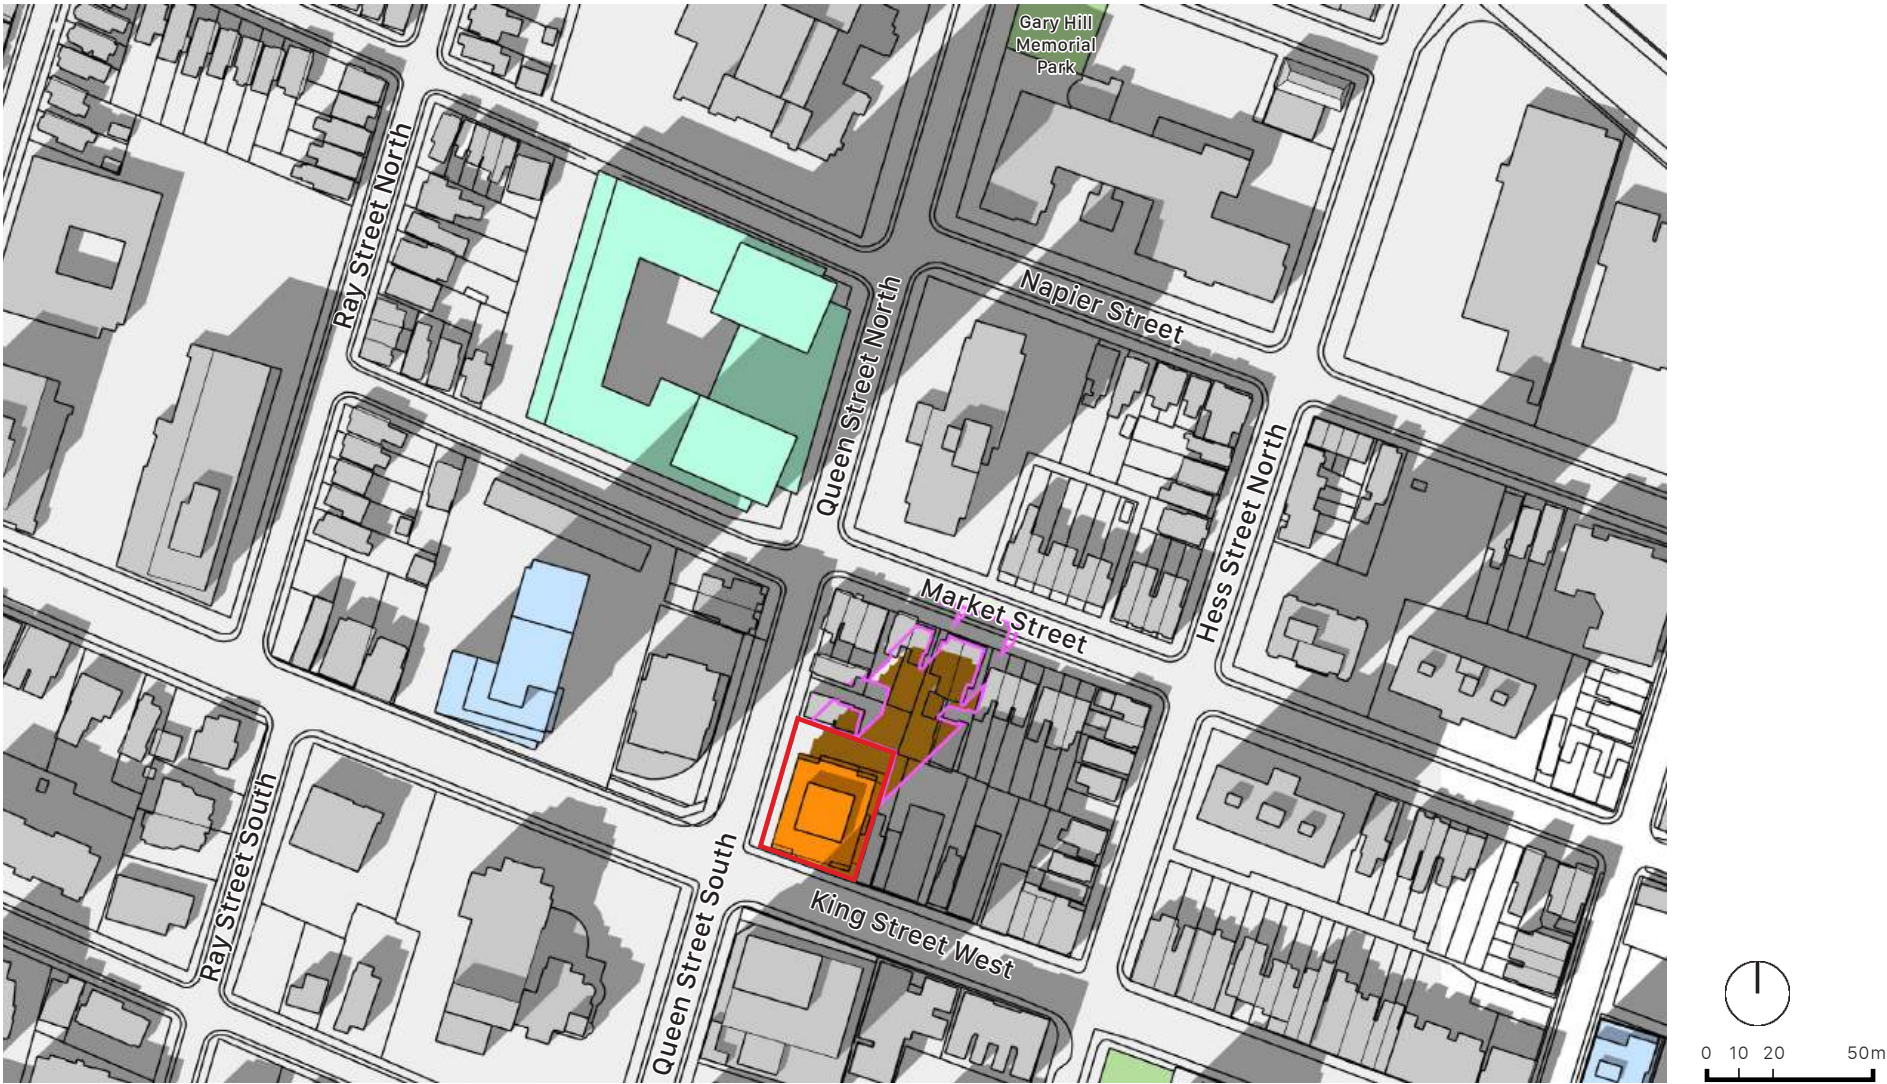 Gary Hill
Memorial
Park
Ray Street North
Napier Street
Queen Street North
Hess Street North
Market Street
Ray Street South
Queen Street South
King Street West
0 10 20 50m